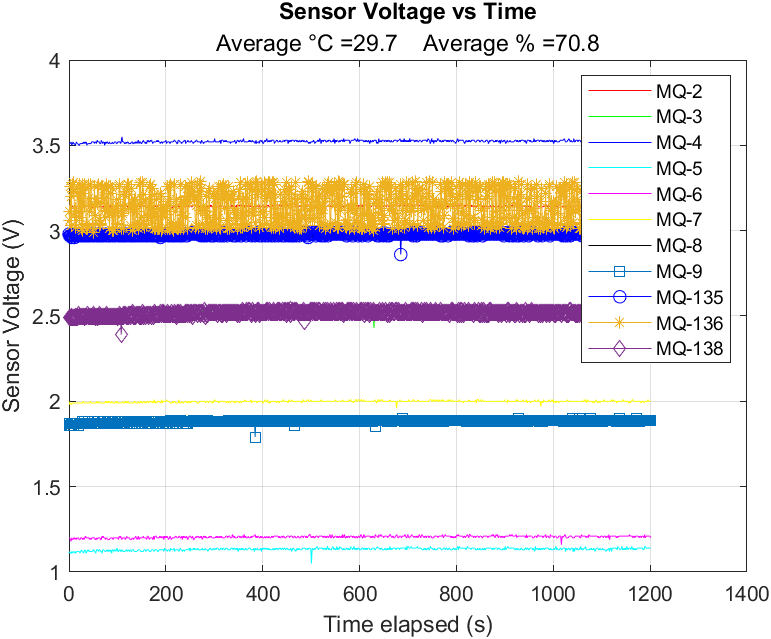 Sensor Voltage vs Time
Average °C =29.7 Average % =70.8
4
3.5
3
2.5
2
1.5
1
Sensor Voltage (V)
MQ-2
MQ-3
MQ-4
MQ-5
MQ-6
MQ-7
MQ-8
MQ-9
MQ-135
MQ-136
MQ-138
0 200 400 600 800 1000 1200 1400
Time elapsed (s)